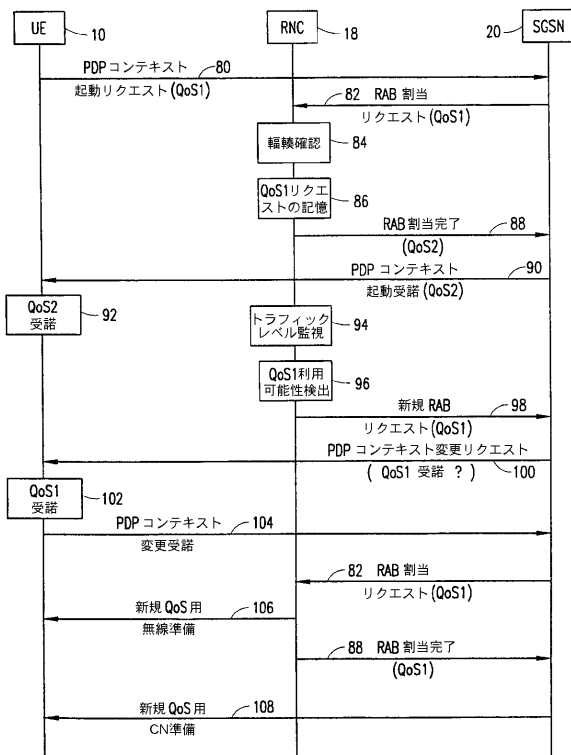 UE
10
RNC
18
SGSN
20
PDP コンテキスト
80
起動リクエスト(QoS1)
82 RAB 割当
リクエスト(QoS1)
輻輳確認
84
QoS1リクエ
ストの記憶
86
RAB割当完了
88
(QoS2)
PDP コンテキスト
90
起動受諾(QoS2)
QoS2
受諾
92
トラフィック
レベル監視
94
QoS1利用
可能性検出
96
新規 RAB
98
リクエスト(QoS1)
PDP コンテキスト変更リクエスト
( QoS1 受諾 ? )
100
QoS1
受諾
102
PDP コンテキスト
104
変更受諾
82 RAB 割当
リクエスト(QoS1)
新規 QoS 用
106
無線準備
88 RAB 割当完了
(QoS1)
新規 QoS 用
108
CN準備